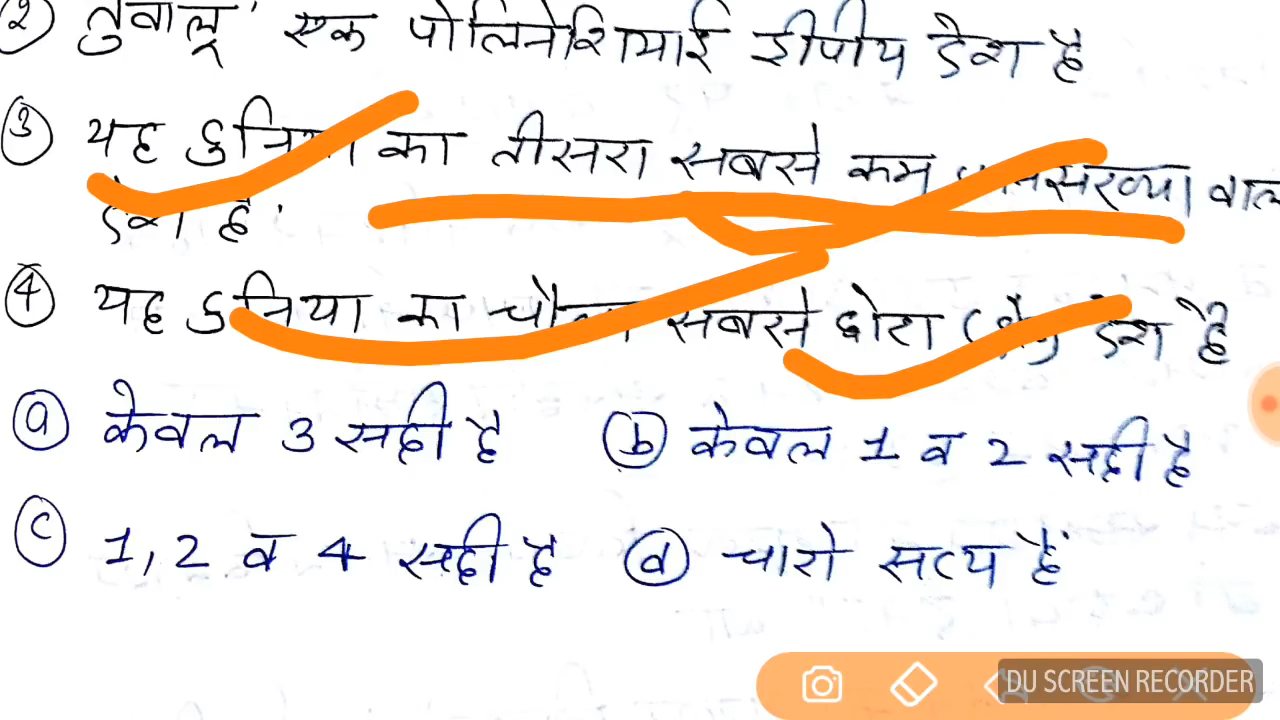 ② तुवालू एक पोलिनेशियाई द्वीपीय देश है
③ यह दुनिया का तीसरा सबसे कम जनसंख्या वाल
देश है
④ यह दुनिया का चौथा सबसे छोटा देश है
ⓐ केवल 3 सही है ⓑ केवल 1 व 2 सही है
ⓒ 1, 2 व 4 सही है ⓓ चारो सत्य हैं
DU SCREEN RECORDER